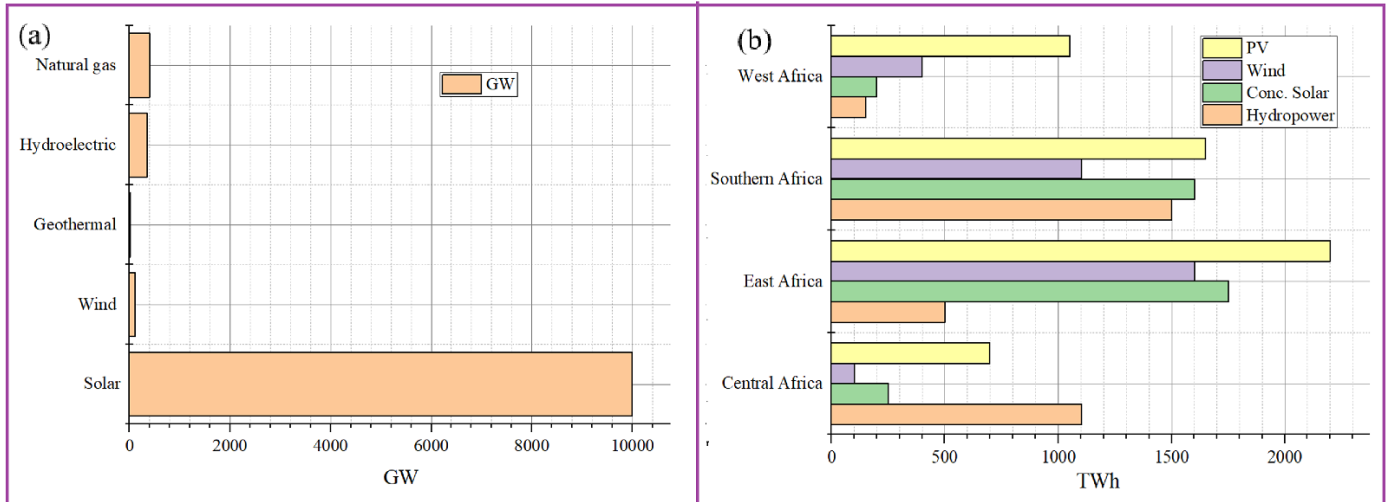 (a)
GW
Natural gas
Hydroelectric
Geothermal
Wind
Solar
0 2000 4000 6000 8000 10000
GW
(b)
PV
Wind
Conc. Solar
Hydropower
West Africa
Southern Africa
East Africa
Central Africa
0 500 1000 1500 2000
TWh